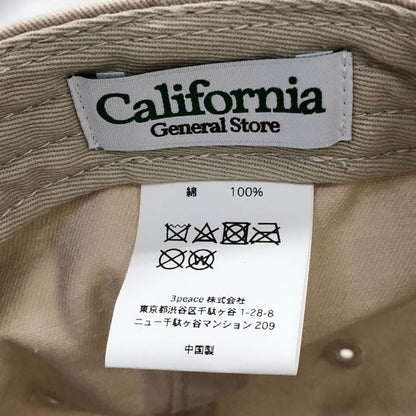 California
General Store
綿 100%
3peace 株式会社
東京都渋谷区千駄ヶ谷 1-28-8
ニュー千駄ヶ谷マンション 209
中国製